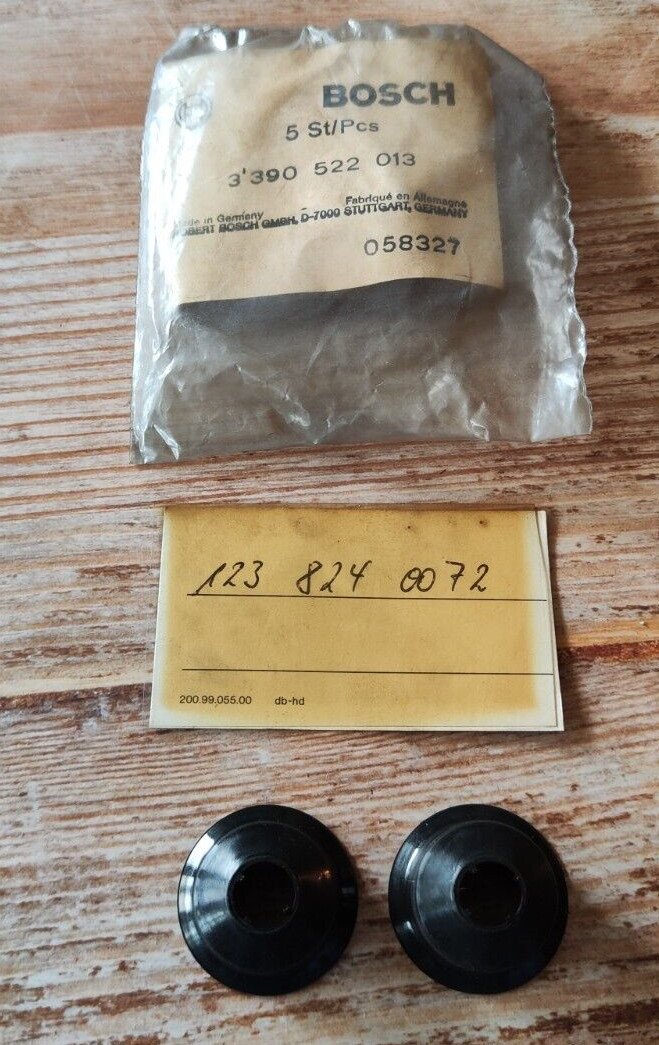 BOSCH
5 St/Pcs
3'390 522 013
Made in Germany Fabriqué en Allemagne
ROBERT BOSCH GMBH, D-7000 STUTTGART, GERMANY
058327
123 824 0072
200.99.055.00 db-hd